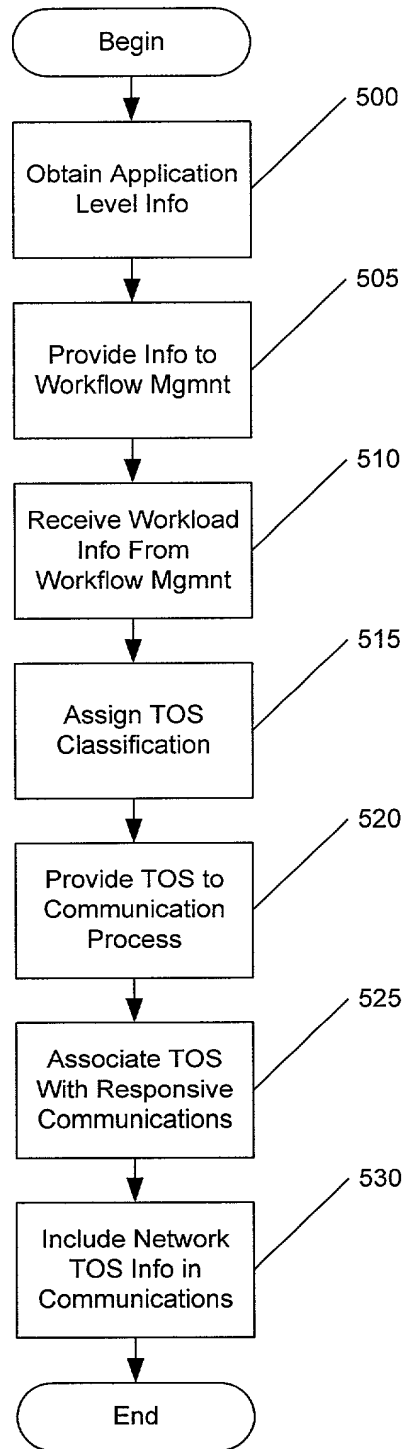 Begin
500
Obtain Application
Level Info
505
Provide Info to
Workflow Mgmnt
510
Receive Workload
Info From
Workflow Mgmnt
515
Assign TOS
Classification
520
Provide TOS to
Communication
Process
525
Associate TOS
With Responsive
Communications
530
Include Network
TOS Info in
Communications
End